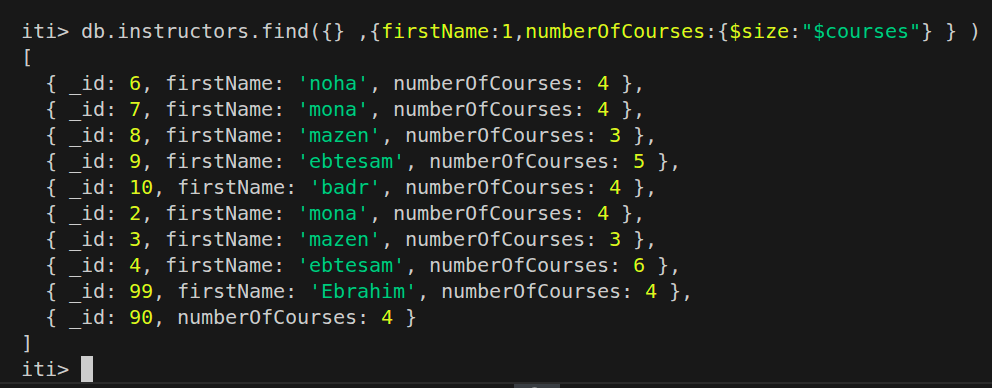 iti> db.instructors.find({} ,{firstName:1,numberOfCourses:{$size:"$courses"} } )
[
  { _id: 6, firstName: 'noha', numberOfCourses: 4 },
  { _id: 7, firstName: 'mona', numberOfCourses: 4 },
  { _id: 8, firstName: 'mazen', numberOfCourses: 3 },
  { _id: 9, firstName: 'ebtesam', numberOfCourses: 5 },
  { _id: 10, firstName: 'badr', numberOfCourses: 4 },
  { _id: 2, firstName: 'mona', numberOfCourses: 4 },
  { _id: 3, firstName: 'mazen', numberOfCourses: 3 },
  { _id: 4, firstName: 'ebtesam', numberOfCourses: 6 },
  { _id: 99, firstName: 'Ebrahim', numberOfCourses: 4 },
  { _id: 90, numberOfCourses: 4 }
]
iti>